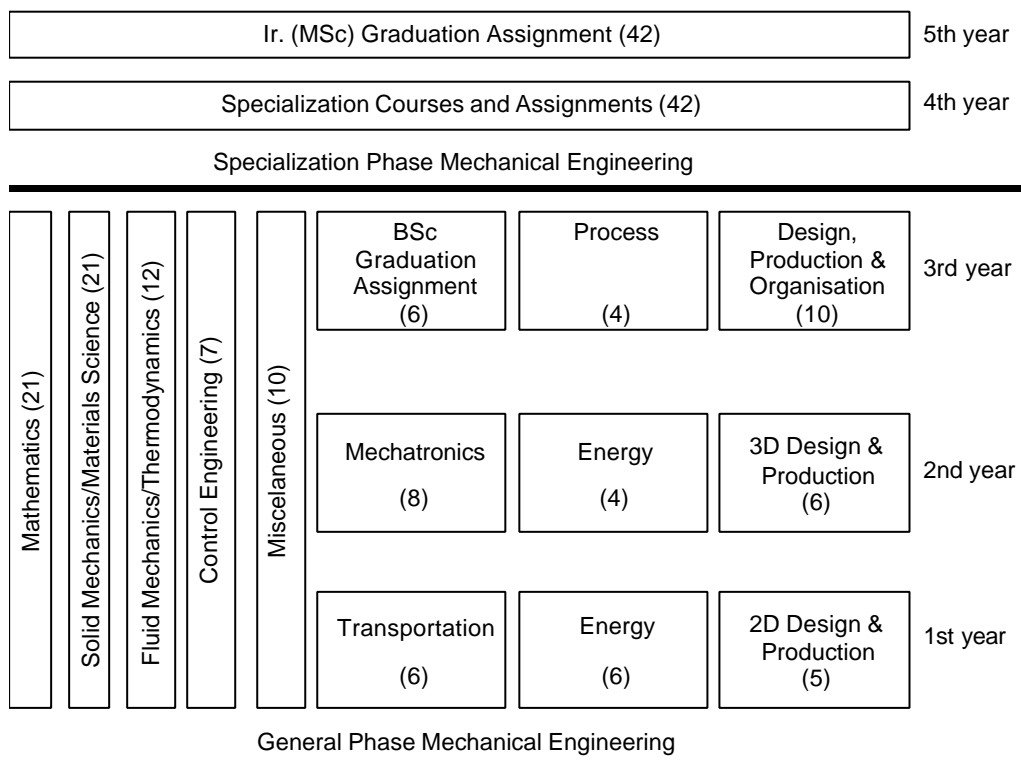 Ir. (MSc) Graduation Assignment (42)
5th year
Specialization Courses and Assignments (42)
4th year
Specialization Phase Mechanical Engineering
Mathematics (21)
Solid Mechanics/Materials Science (21)
Fluid Mechanics/Thermodynamics (12)
Control Engineering (7)
Miscelaneous (10)
BSc
Graduation
Assignment
(6)
Process
(4)
Design,
Production &
Organisation
(10)
3rd year
Mechatronics
(8)
Energy
(4)
3D Design &
Production
(6)
2nd year
Transportation
(6)
Energy
(6)
2D Design &
Production
(5)
1st year
General Phase Mechanical Engineering